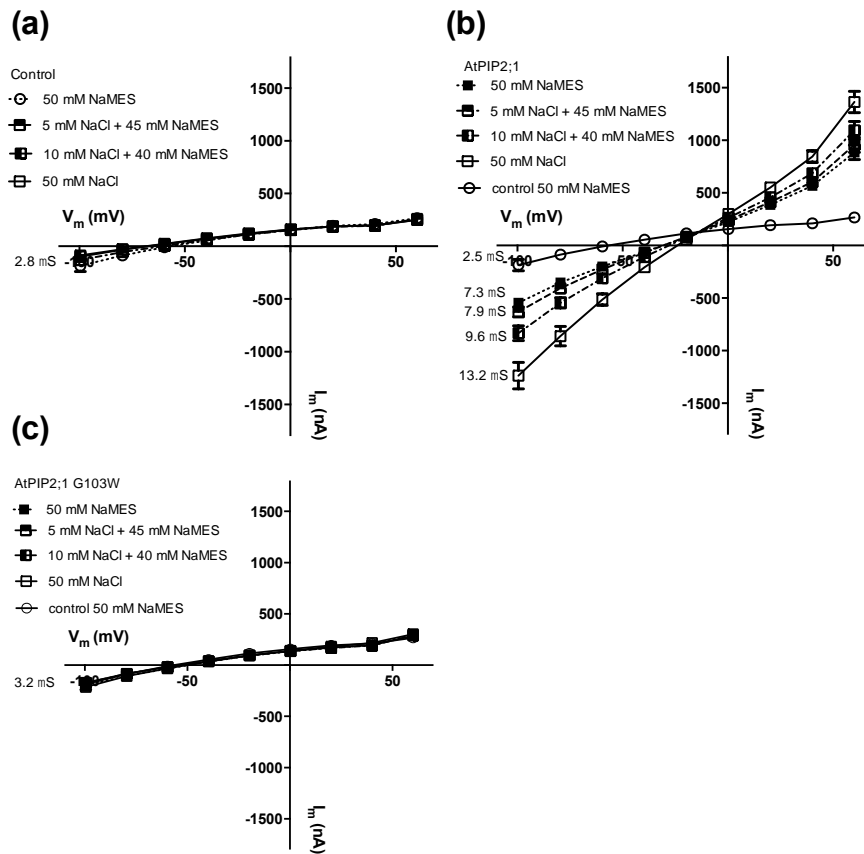 (a)
Control
50 mM NaMES
5 mM NaCl + 45 mM NaMES
10 mM NaCl + 40 mM NaMES
50 mM NaCl
1500
1000
500
-500
-1000
-1500
-100
-50
50
Vm (mV)
Im (nA)
2.8 mS
(b)
AtPIP2;1
50 mM NaMES
5 mM NaCl + 45 mM NaMES
10 mM NaCl + 40 mM NaMES
50 mM NaCl
control 50 mM NaMES
1500
1000
500
-500
-1000
-1500
-100
-50
50
Vm (mV)
Im (nA)
2.5 mS
7.3 mS
7.9 mS
9.6 mS
13.2 mS
(c)
AtPIP2;1 G103W
50 mM NaMES
5 mM NaCl + 45 mM NaMES
10 mM NaCl + 40 mM NaMES
50 mM NaCl
control 50 mM NaMES
1500
1000
500
-500
-1000
-1500
-100
-50
50
Vm (mV)
Im (nA)
3.2 mS